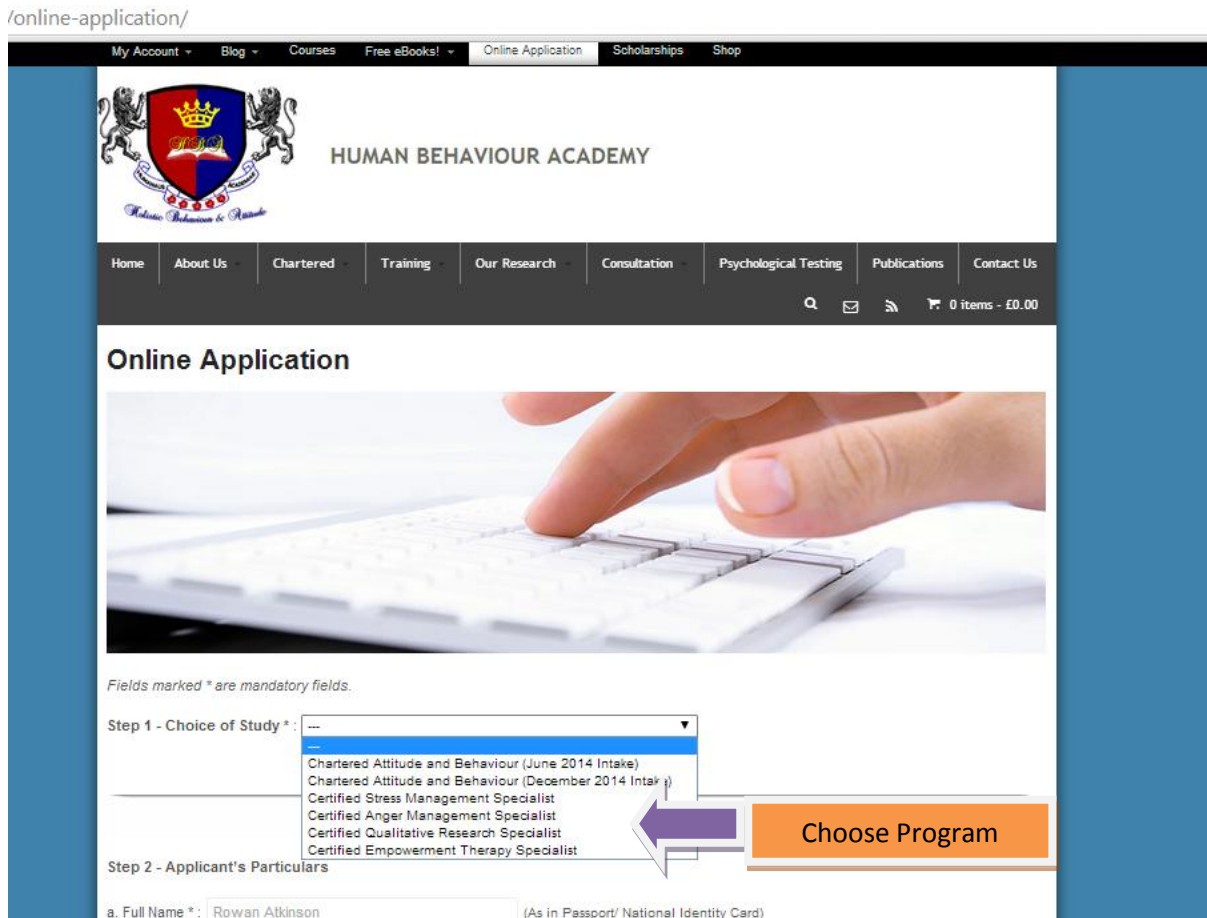 /online-application/
My Account Blog Courses Free eBooks! Online Application Scholarships Shop
HBA
HUMAN BEHAVIOUR ACADEMY
Holistic Behaviour & Attitude
Home About Us Chartered Training Our Research Consultation Psychological Testing Publications Contact Us
0 items - £0.00
Online Application
Fields marked * are mandatory fields.
Step 1 - Choice of Study * : ---
---
Chartered Attitude and Behaviour (June 2014 Intake)
Chartered Attitude and Behaviour (December 2014 Intake)
Certified Stress Management Specialist
Certified Anger Management Specialist
Certified Qualitative Research Specialist
Certified Empowerment Therapy Specialist
Choose Program
Step 2 - Applicant's Particulars
a. Full Name * : Rowan Atkinson (As in Passport/ National Identity Card)